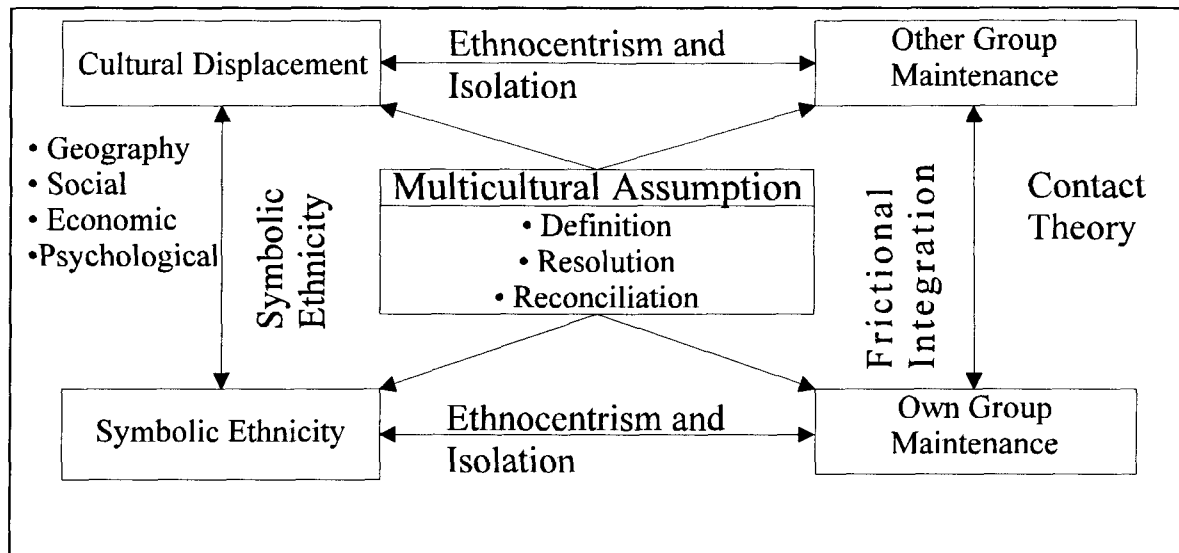 Cultural Displacement
Ethnocentrism and
Isolation
Other Group
Maintenance
• Geography
• Social
• Economic
•Psychological
Symbolic
Ethnicity
Multicultural Assumption
• Definition
• Resolution
• Reconciliation
Frictional
Integration
Contact
Theory
Symbolic Ethnicity
Ethnocentrism and
Isolation
Own Group
Maintenance